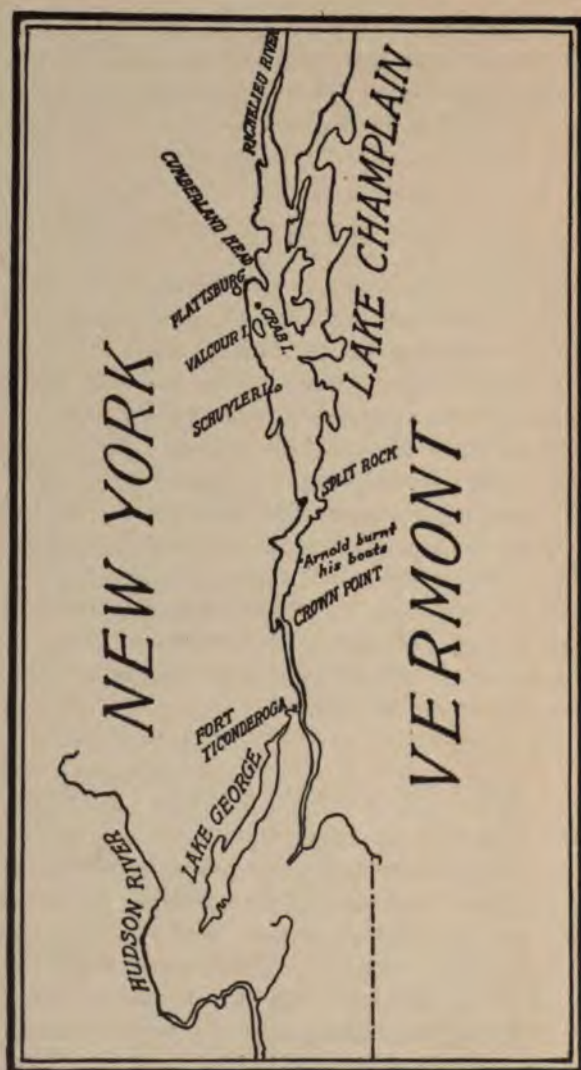 RICHELIEU RIVER
CUMBERLAND HEAD
PLATTSBURG
CRAB I.
VALCOUR I.
SCHUYLER I.
LAKE CHAMPLAIN
NEW YORK
SPLIT ROCK
Arnold burnt
his boats
CROWN POINT
VERMONT
FORT
TICONDEROGA
LAKE GEORGE
HUDSON RIVER